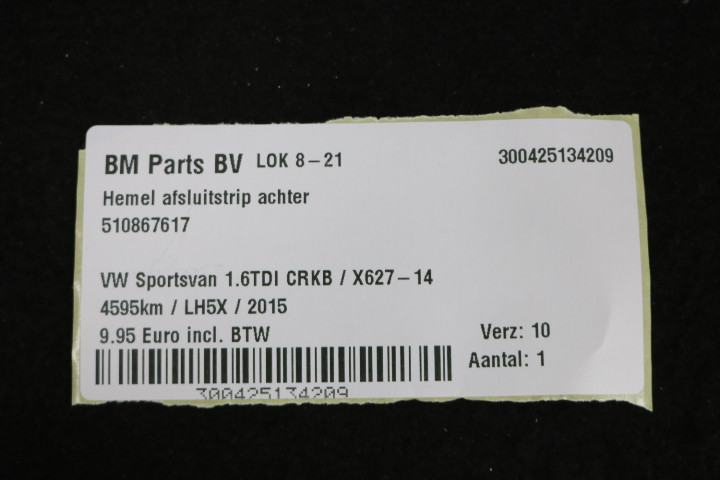 BM Parts BV LOK 8-21 300425134209
Hemel afsluitstrip achter
510867617
VW Sportsvan 1.6TDI CRKB / X627-14
4595km / LH5X / 2015
9.95 Euro incl. BTW Verz: 10
Aantal: 1
300425134209